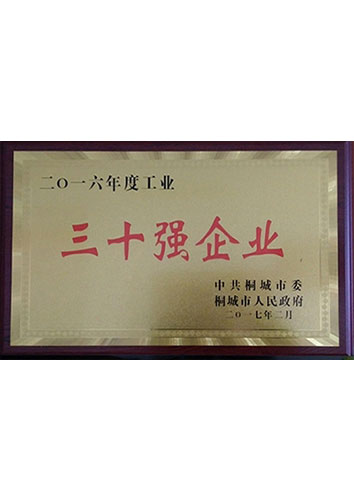 二〇一六年度工业
三十强企业
中共桐城市委
桐城市人民政府
二〇一七年二月